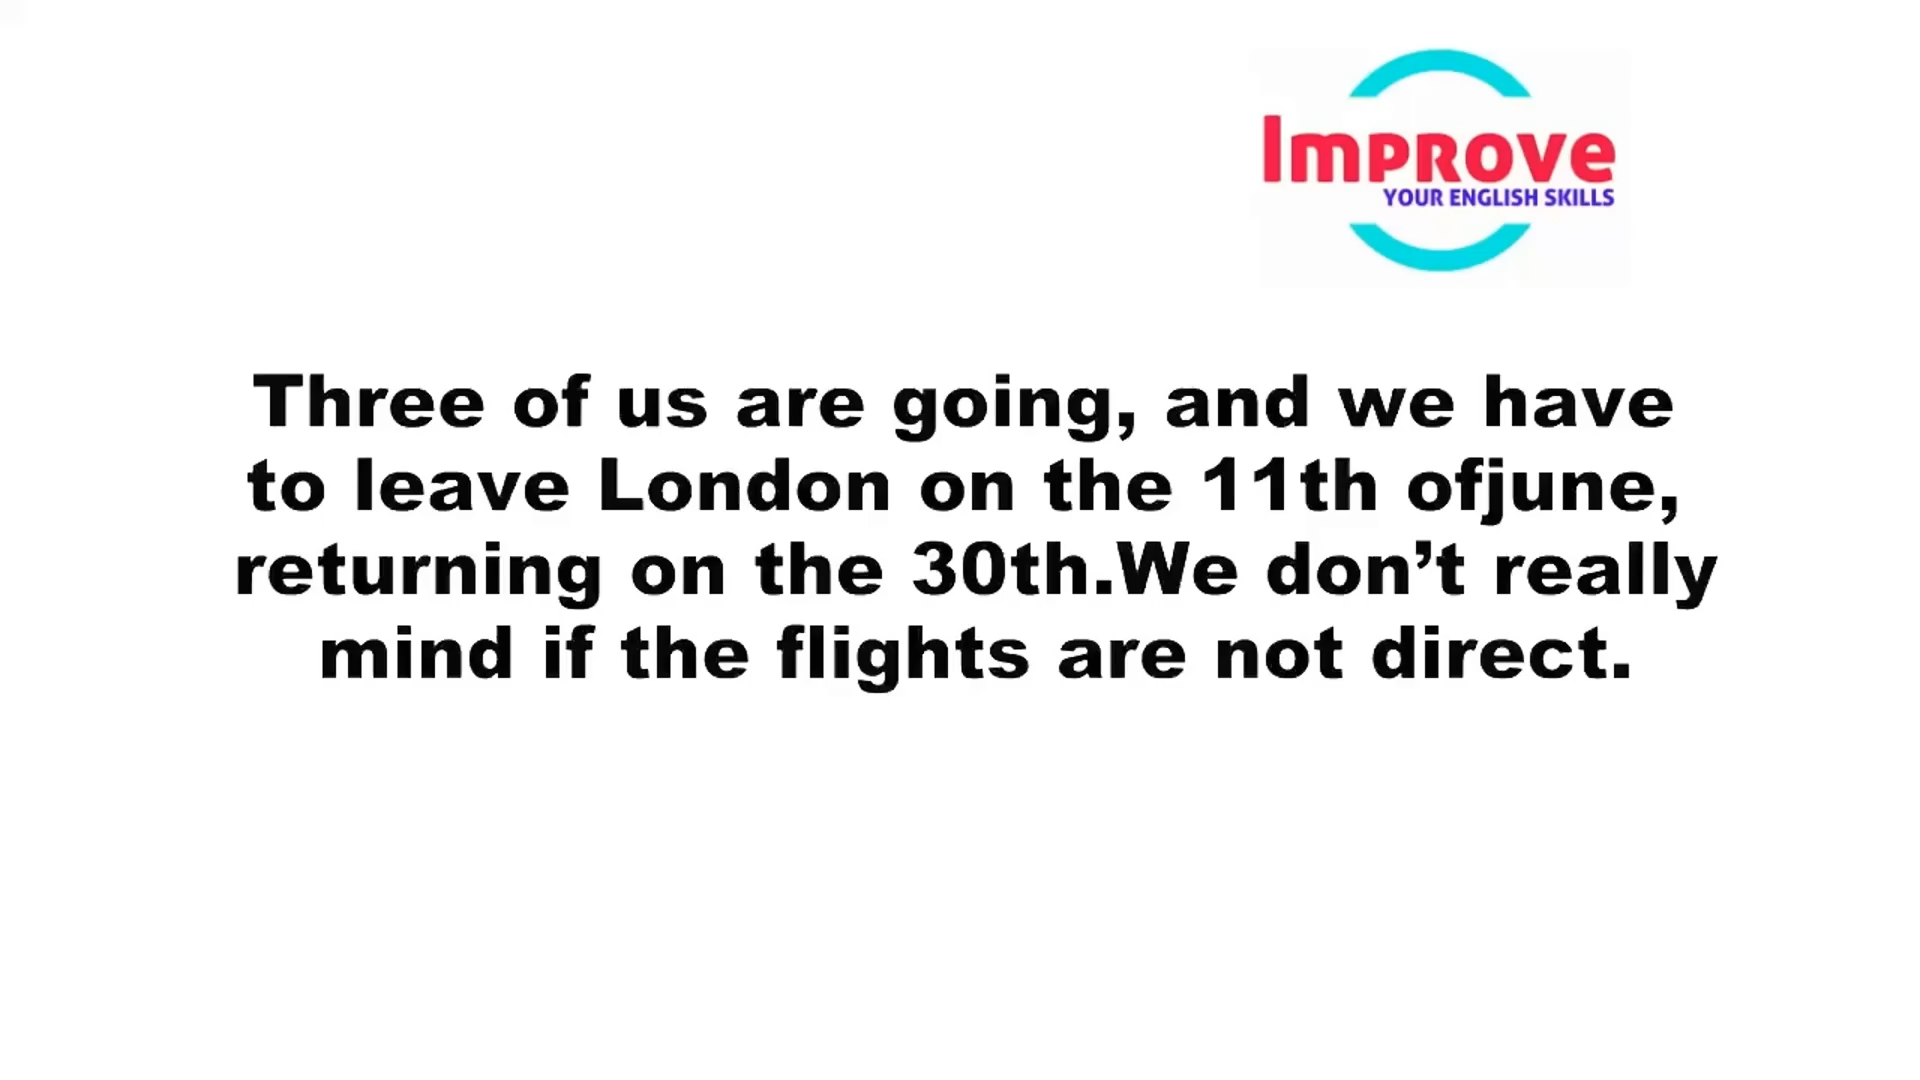 Improve
YOUR ENGLISH SKILLS
Three of us are going, and we have
to leave London on the 11th ofjune,
returning on the 30th.We don’t really
mind if the flights are not direct.